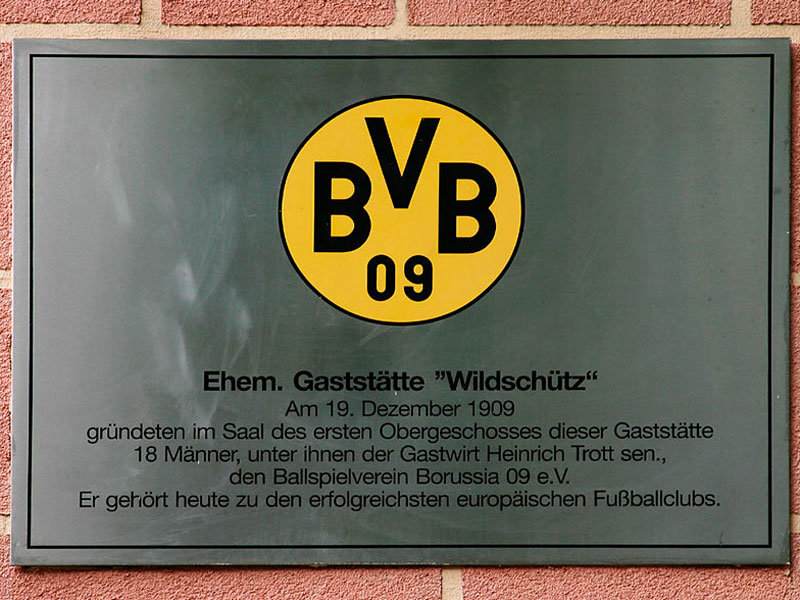 BVB
09
Ehem. Gaststätte ”Wildschütz“
Am 19. Dezember 1909
gründeten im Saal des ersten Obergeschosses dieser Gaststätte
18 Männer, unter ihnen der Gastwirt Heinrich Trott sen.,
den Ballspielverein Borussia 09 e.V.
Er gehört heute zu den erfolgreichsten europäischen Fußballclubs.